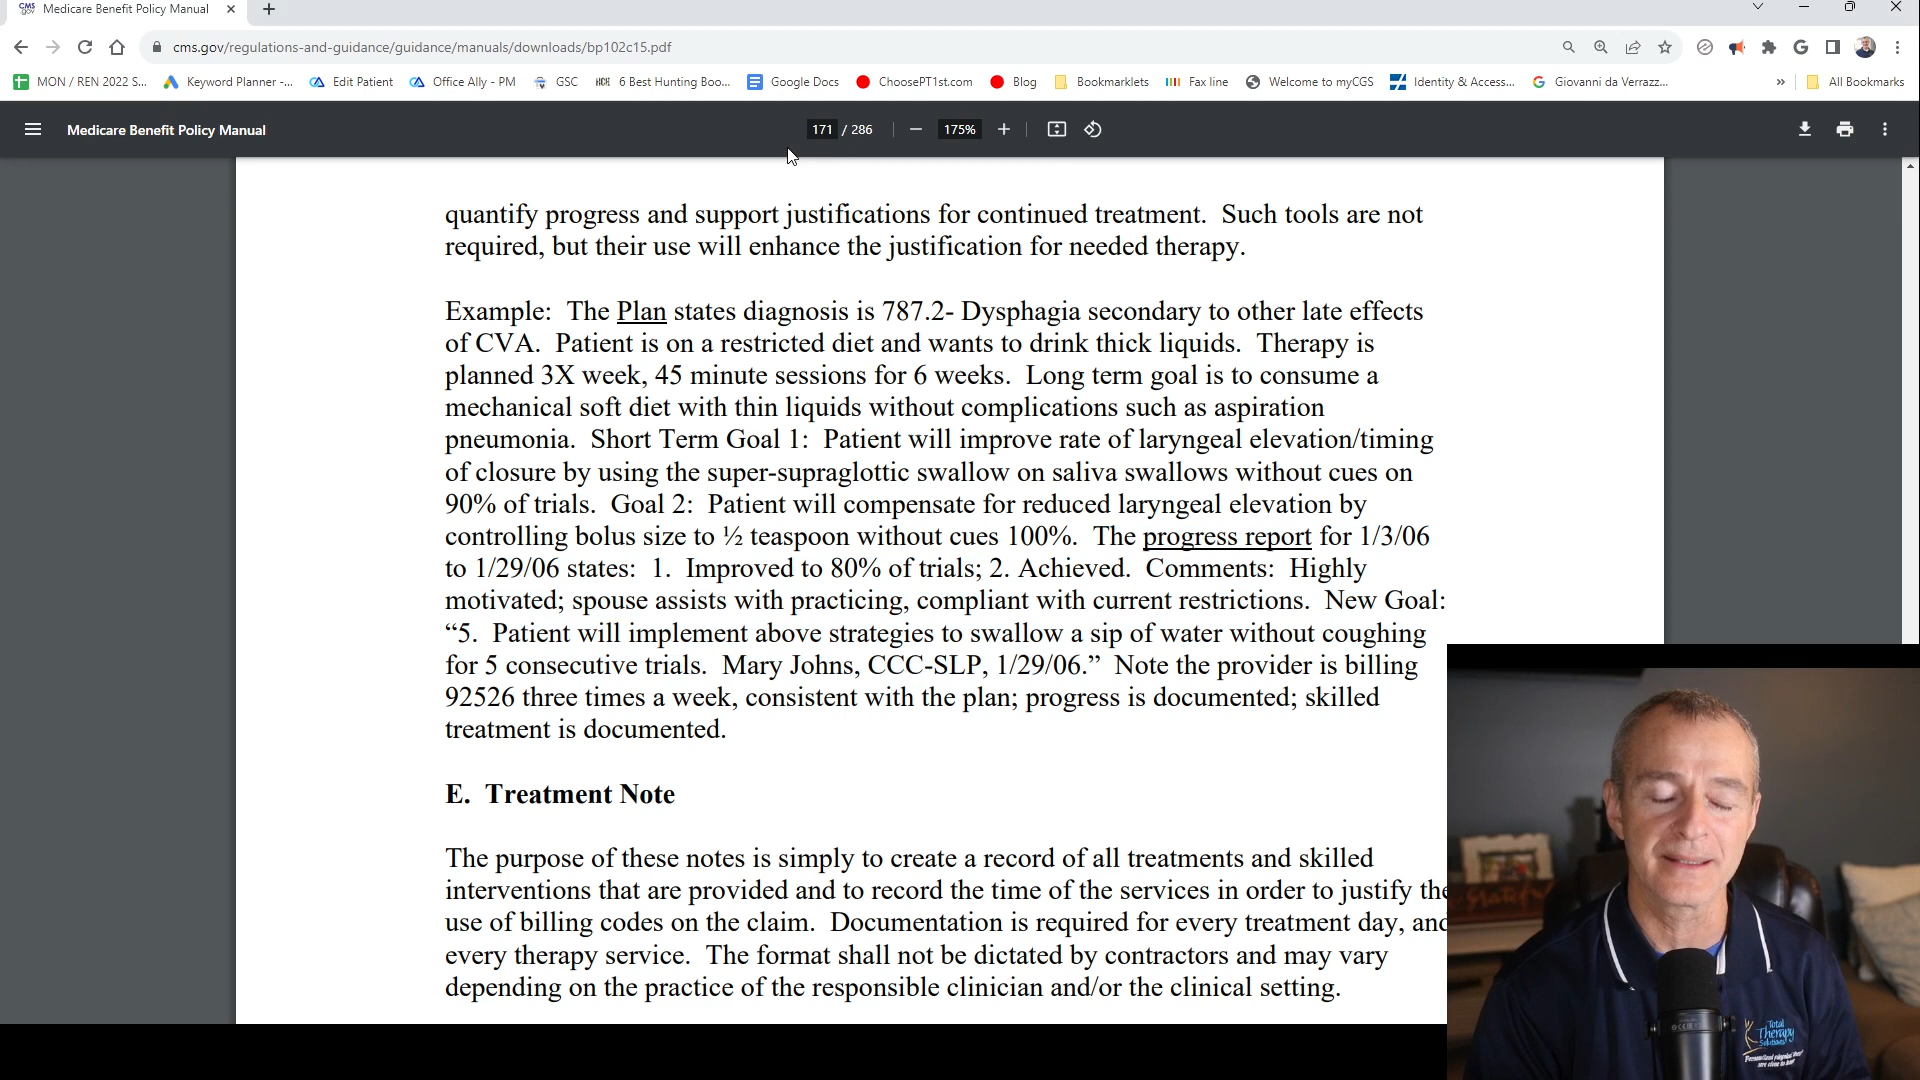 CMS.gov Medicare Benefit Policy Manual
cms.gov/regulations-and-guidance/guidance/manuals/downloads/bp102c15.pdf
MON / REN 2022 S... Keyword Planner -... Edit Patient Office Ally - PM GSC 6 Best Hunting Boo... Google Docs ChoosePT1st.com Blog Bookmarklets Fax line Welcome to myCGS Identity & Access... Giovanni da Verrazz... » All Bookmarks
Medicare Benefit Policy Manual 171 / 286 175%
quantify progress and support justifications for continued treatment. Such tools are not
required, but their use will enhance the justification for needed therapy.
Example: The Plan states diagnosis is 787.2- Dysphagia secondary to other late effects
of CVA. Patient is on a restricted diet and wants to drink thick liquids. Therapy is
planned 3X week, 45 minute sessions for 6 weeks. Long term goal is to consume a
mechanical soft diet with thin liquids without complications such as aspiration
pneumonia. Short Term Goal 1: Patient will improve rate of laryngeal elevation/timing
of closure by using the super-supraglottic swallow on saliva swallows without cues on
90% of trials. Goal 2: Patient will compensate for reduced laryngeal elevation by
controlling bolus size to ½ teaspoon without cues 100%. The progress report for 1/3/06
to 1/29/06 states: 1. Improved to 80% of trials; 2. Achieved. Comments: Highly
motivated; spouse assists with practicing, compliant with current restrictions. New Goal:
“5. Patient will implement above strategies to swallow a sip of water without coughing
for 5 consecutive trials. Mary Johns, CCC-SLP, 1/29/06.” Note the provider is billing
92526 three times a week, consistent with the plan; progress is documented; skilled
treatment is documented.
E. Treatment Note
The purpose of these notes is simply to create a record of all treatments and skilled
interventions that are provided and to record the time of the services in order to justify the
use of billing codes on the claim. Documentation is required for every treatment day, and
every therapy service. The format shall not be dictated by contractors and may vary
depending on the practice of the responsible clinician and/or the clinical setting.
Total
Therapy
Solutions